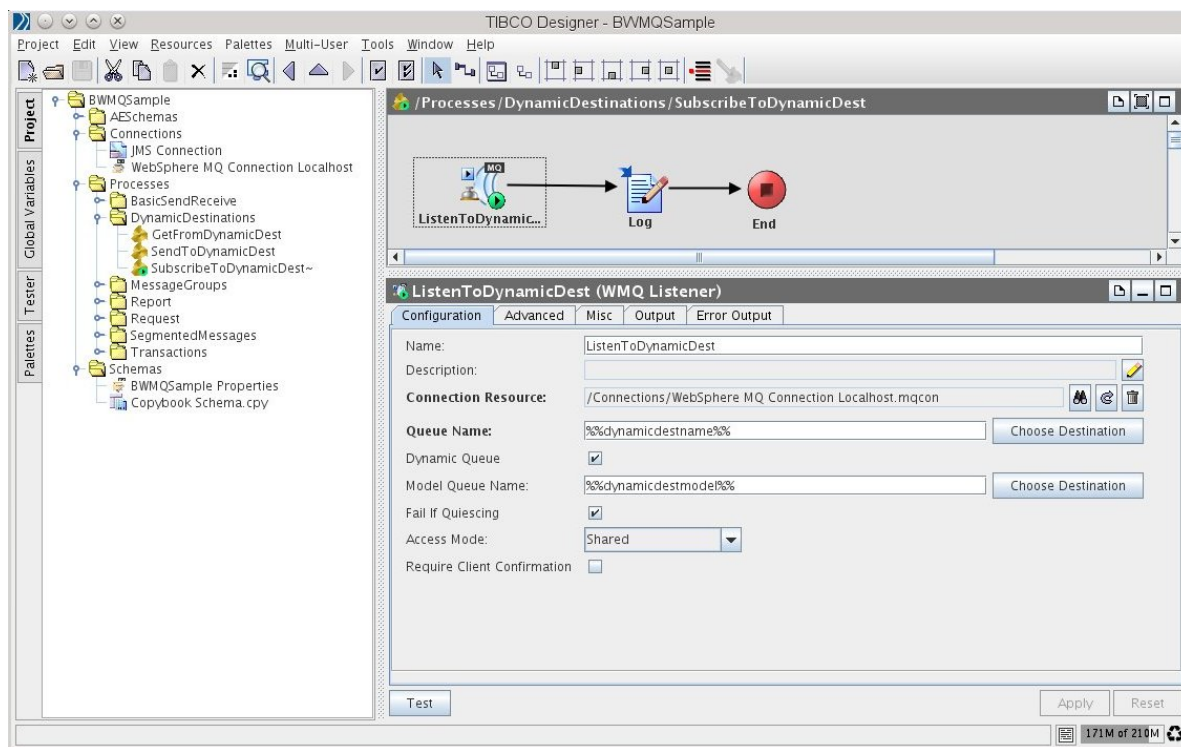 TIBCO Designer - BWMQSample
Project Edit View Resources Palettes Multi-User Tools Window Help
Project
Global Variables
Tester
Palettes
BWMQSample
AESchemas
Connections
JMS Connection
WebSphere MQ Connection Localhost
Processes
BasicSendReceive
DynamicDestinations
GetFromDynamicDest
SendToDynamicDest
SubscribeToDynamicDest~
MessageGroups
Report
Request
SegmentedMessages
Transactions
Schemas
BWMQSample Properties
Copybook Schema.cpy
/Processes/DynamicDestinations/SubscribeToDynamicDest
MQ
ListenToDynamic...
Log
End
ListenToDynamicDest (WMQ Listener)
Configuration Advanced Misc Output Error Output
Name: ListenToDynamicDest
Description:
Connection Resource: /Connections/WebSphere MQ Connection Localhost.mqcon
Queue Name: %%dynamicdestname%% Choose Destination
Dynamic Queue
Model Queue Name: %%dynamicdestmodel%% Choose Destination
Fail If Quiescing
Access Mode: Shared
Require Client Confirmation
Test Apply Reset
171M of 210M